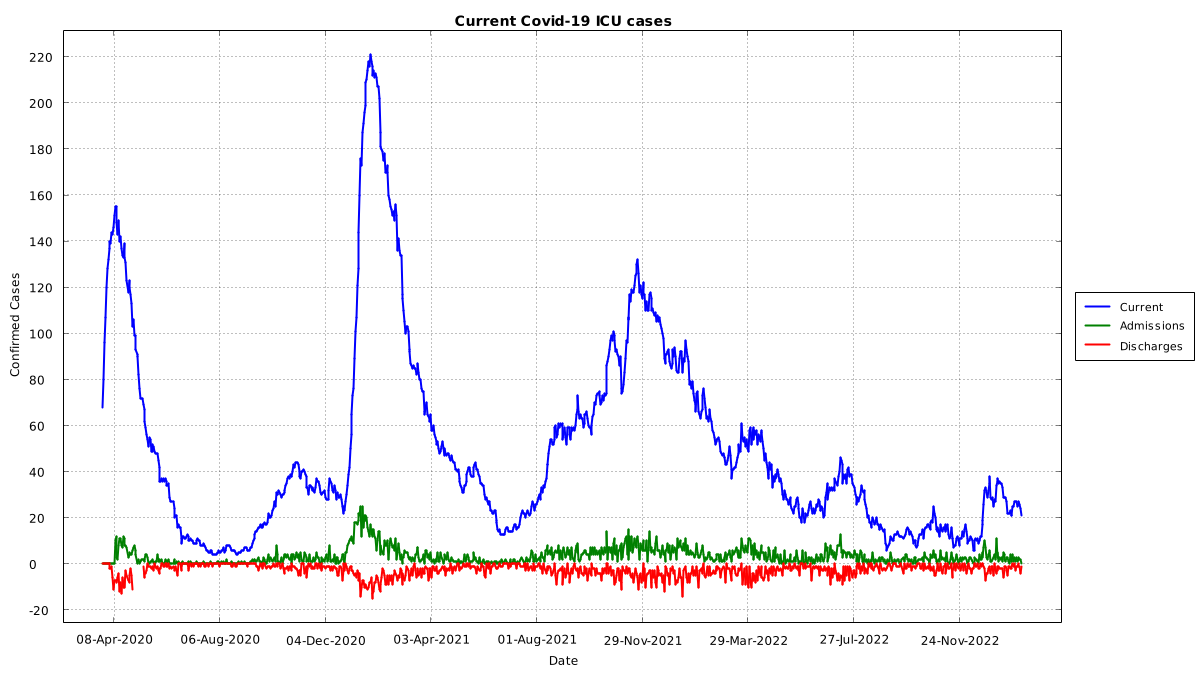 Current Covid-19 ICU cases
220
200
180
160
140
120
100
80
60
40
20
0
-20
Confirmed Cases
08-Apr-2020 06-Aug-2020 04-Dec-2020 03-Apr-2021 01-Aug-2021 29-Nov-2021 29-Mar-2022 27-Jul-2022 24-Nov-2022
Date
Current
Admissions
Discharges